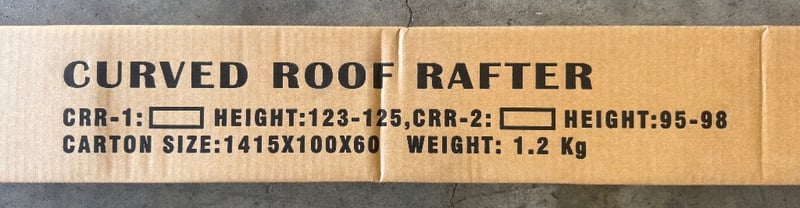 CURVED ROOF RAFTER
CRR-1: HEIGHT:123-125,CRR-2: HEIGHT:95-98
CARTON SIZE:1415X100X60 WEIGHT: 1.2 Kg